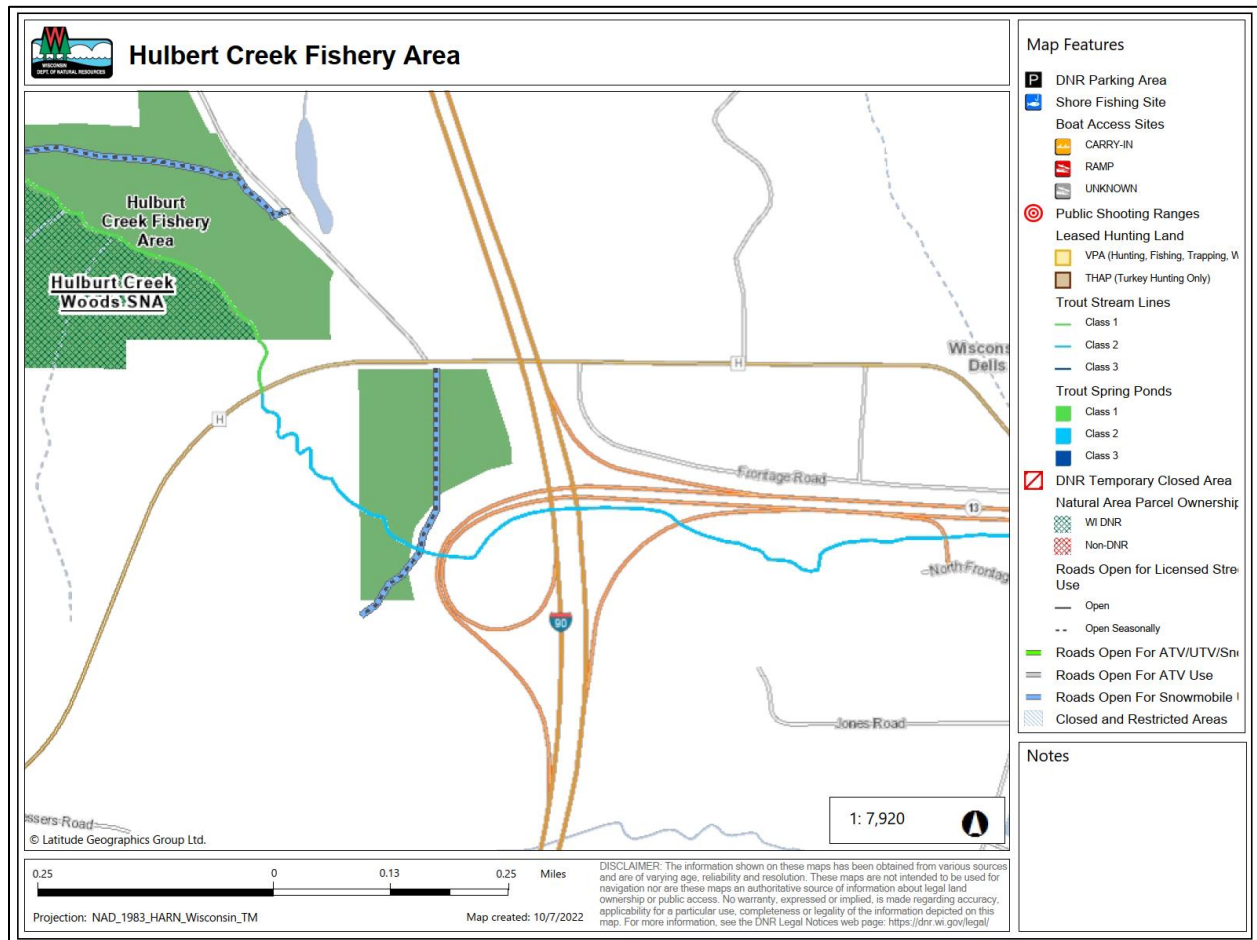 WISCONSIN
DEPT. OF NATURAL RESOURCES
Hulbert Creek Fishery Area
Hulburt
Creek Fishery
Area
Hulburt Creek
Woods SNA
H
H
Wiscons
Dells
Frontage Road
13
North Frontag
90
Jones Road
ssers Road
© Latitude Geographics Group Ltd.
1: 7,920
Map Features
P DNR Parking Area
Shore Fishing Site
Boat Access Sites
CARRY-IN
RAMP
UNKNOWN
Public Shooting Ranges
Leased Hunting Land
VPA (Hunting, Fishing, Trapping, W
THAP (Turkey Hunting Only)
Trout Stream Lines
Class 1
Class 2
Class 3
Trout Spring Ponds
Class 1
Class 2
Class 3
DNR Temporary Closed Area
Natural Area Parcel Ownership
WI DNR
Non-DNR
Roads Open for Licensed Stre
Use
Open
Open Seasonally
Roads Open For ATV/UTV/Sn
Roads Open For ATV Use
Roads Open For Snowmobile
Closed and Restricted Areas
Notes
0.25 0 0.13 0.25 Miles
Projection: NAD_1983_HARN_Wisconsin_TM
Map created: 10/7/2022
DISCLAIMER: The information shown on these maps has been obtained from various sources
and are of varying age, reliability and resolution. These maps are not intended to be used for
navigation nor are these maps an authoritative source of information about legal land
ownership or public access. No warranty, expressed or implied, is made regarding accuracy,
applicability for a particular use, completeness or legality of the information depicted on this
map. For more information, see the DNR Legal Notices web page: https://dnr.wi.gov/legal/